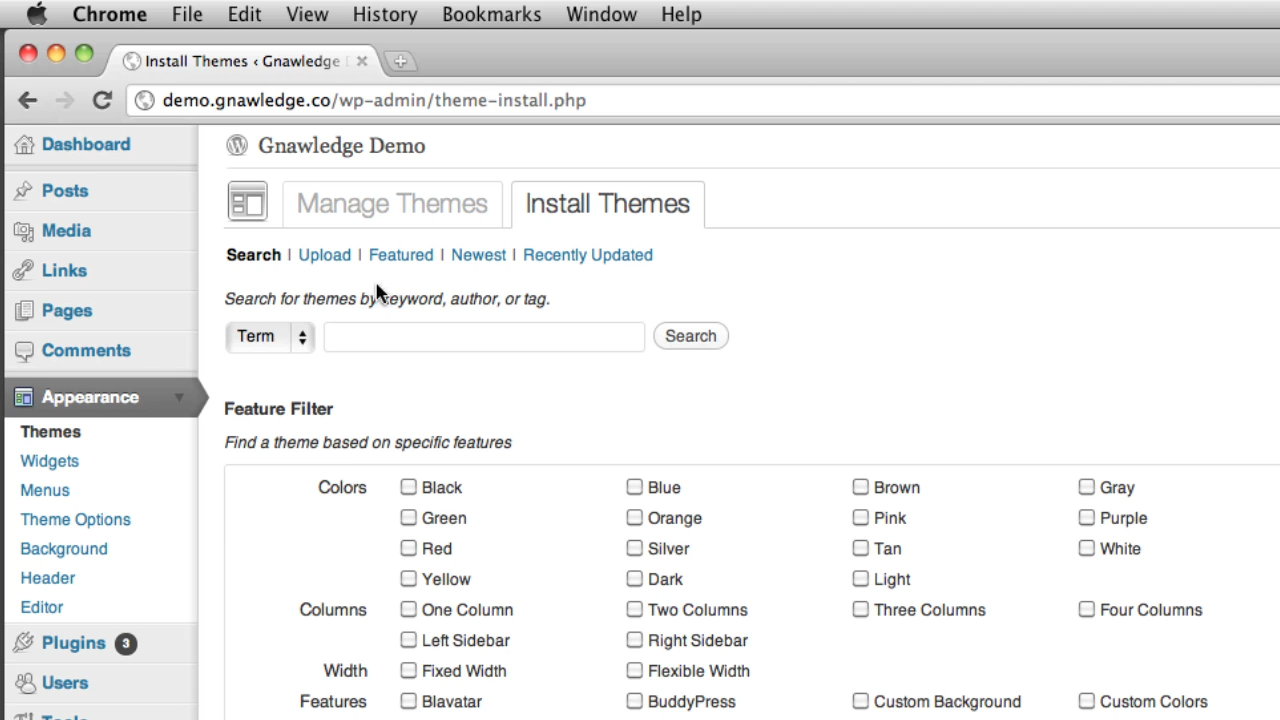 Chrome File Edit View History Bookmarks Window Help
Install Themes ‹ Gnawledge
demo.gnawledge.co/wp-admin/theme-install.php
Dashboard
Posts
Media
Links
Pages
Comments
Appearance
Themes
Widgets
Menus
Theme Options
Background
Header
Editor
Plugins 3
Users
Tools
Gnawledge Demo
Manage Themes Install Themes
Search | Upload | Featured | Newest | Recently Updated
Search for themes by keyword, author, or tag.
Term Search
Feature Filter
Find a theme based on specific features
Colors Black Blue Brown Gray
Green Orange Pink Purple
Red Silver Tan White
Yellow Dark Light
Columns One Column Two Columns Three Columns Four Columns
Left Sidebar Right Sidebar
Width Fixed Width Flexible Width
Features Blavatar BuddyPress Custom Background Custom Colors